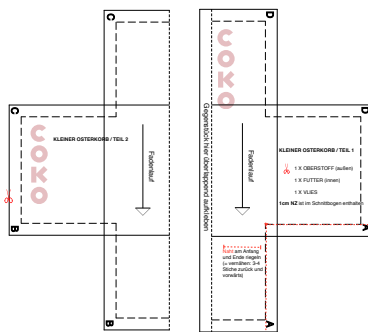 C
C
COKO
KLEINER OSTERKORB / TEIL 2
Fadenlauf
B
B
Gegenstück hier überlappend aufkleben
D
D
COKO
KLEINER OSTERKORB / TEIL 1
1 X OBERSTOFF (außen)
1 X FUTTER (innen)
1 X VLIES
1cm NZ ist im Schnittbogen enthalten
Fadenlauf
A
A
Naht am Anfang
und Ende riegeln
(= vernähen: 3-4
Stiche zurück und
vorwärts)